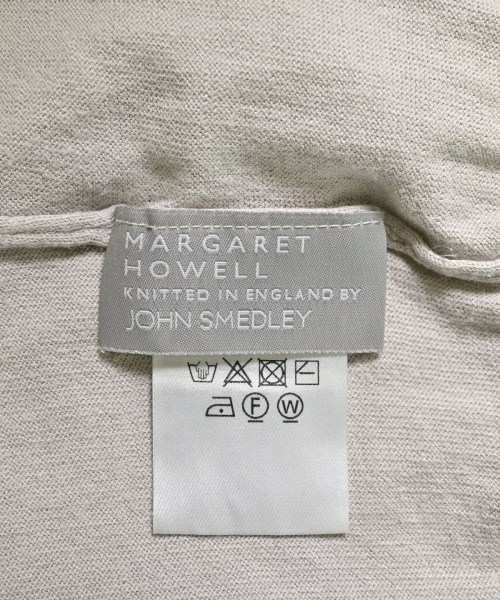 MARGARET
HOWELL
KNITTED IN ENGLAND BY
JOHN SMEDLEY
F W